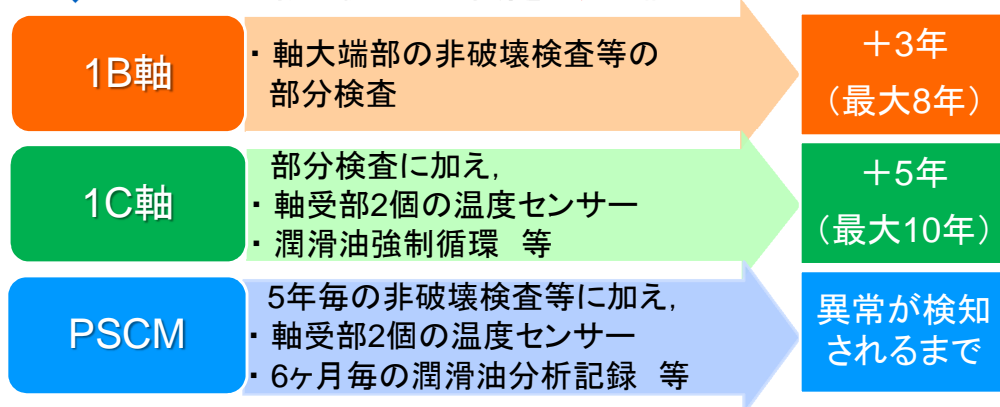 1B軸
・ 軸大端部の非破壊検査等の
部分検査
+3年
(最大8年)
1C軸
部分検査に加え,
・ 軸受部2個の温度センサー
・ 潤滑油強制循環 等
+5年
(最大10年)
PSCM
5年毎の非破壊検査等に加え,
・ 軸受部2個の温度センサー
・ 6ヶ月毎の潤滑油分析記録 等
異常が検知
されるまで